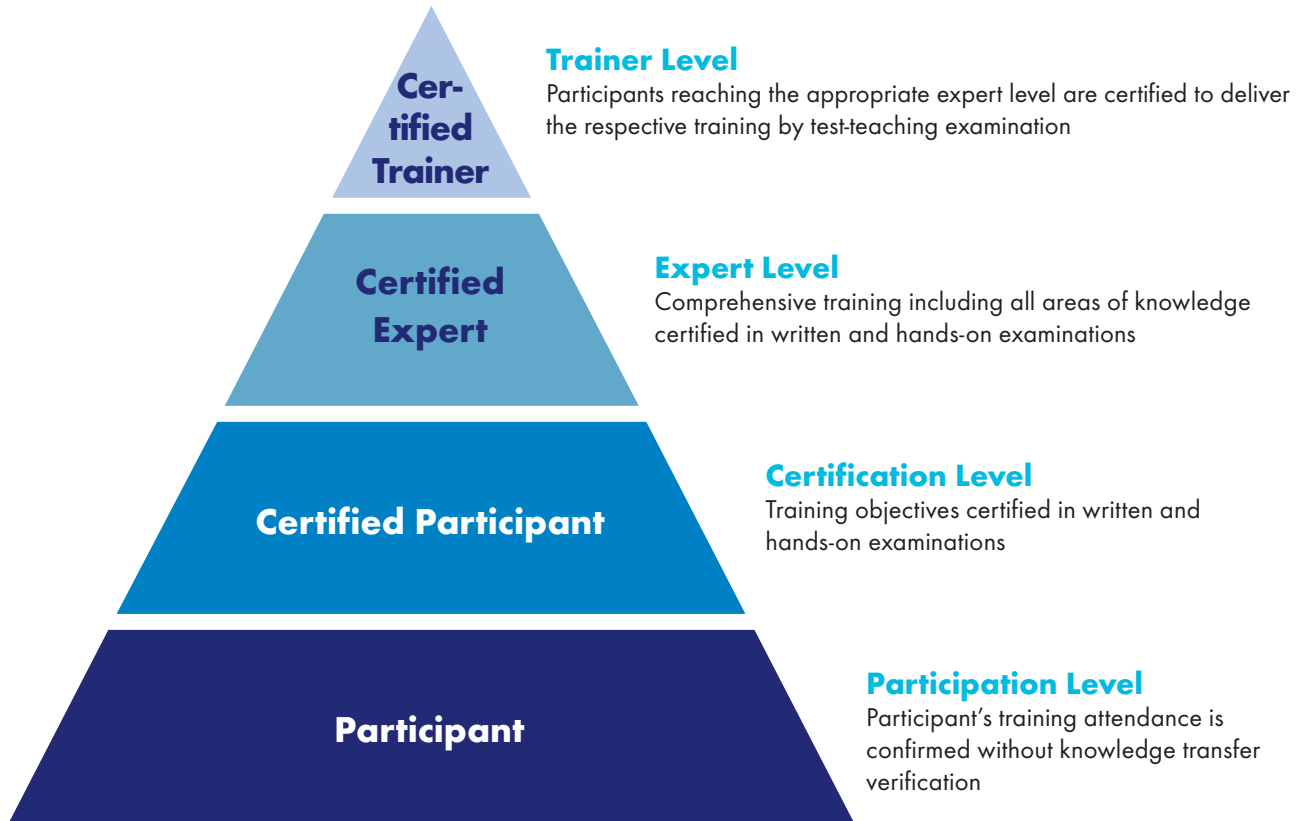 Cer-
tified
Trainer
Trainer Level
Participants reaching the appropriate expert level are certified to deliver
the respective training by test-teaching examination
Certified
Expert
Expert Level
Comprehensive training including all areas of knowledge
certified in written and hands-on examinations
Certified Participant
Certification Level
Training objectives certified in written and
hands-on examinations
Participant
Participation Level
Participant’s training attendance is
confirmed without knowledge transfer
verification